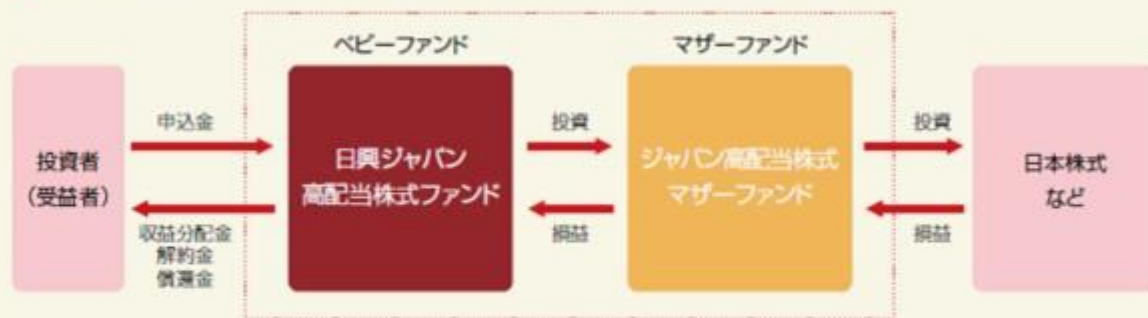 ベビーファンド
マザーファンド
投資者
(受益者)
申込金
収益分配金
解約金
償還金
日興ジャパン
高配当株式ファンド
投資
損益
ジャパン高配当株式
マザーファンド
投資
損益
日本株式
など